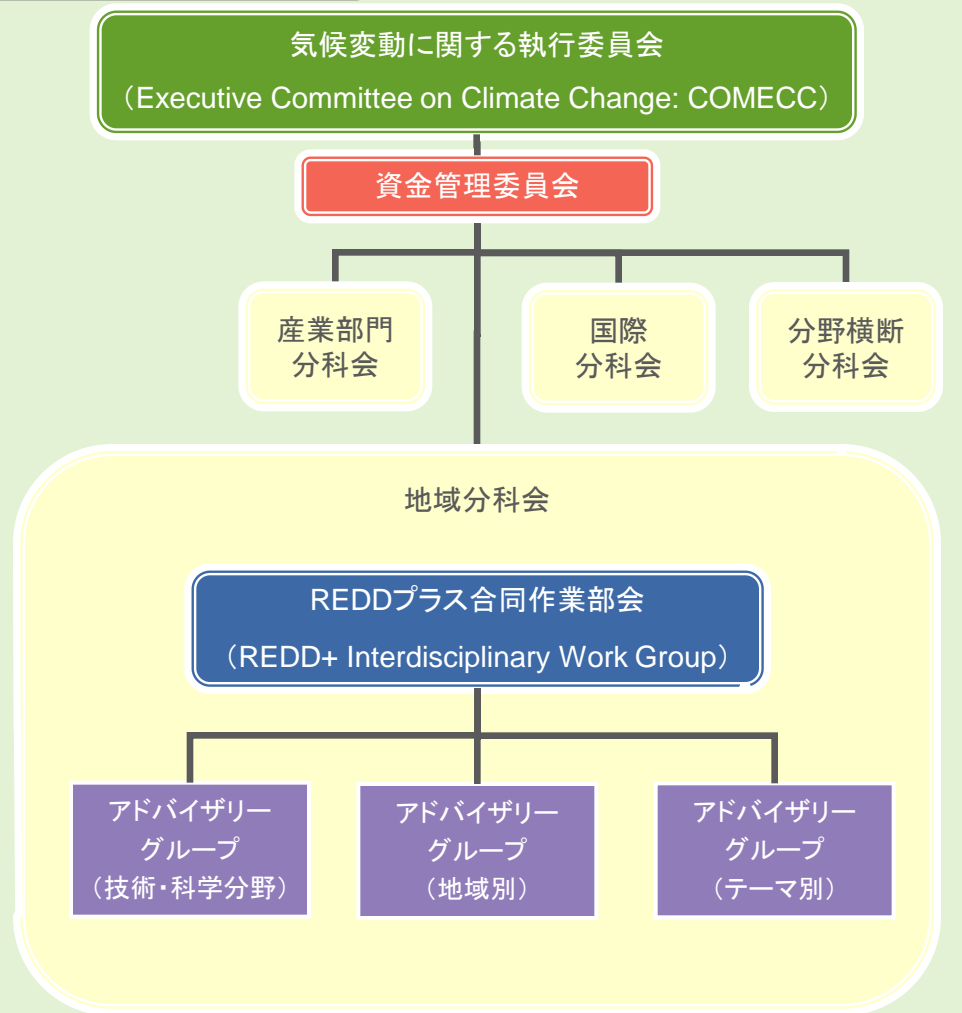 気候変動に関する執行委員会
（Executive Committee on Climate Change: COMECC）
資金管理委員会
産業部門
分科会
国際
分科会
分野横断
分科会
地域分科会
REDDプラス合同作業部会
（REDD+ Interdisciplinary Work Group）
アドバイザリー
グループ
（技術・科学分野）
アドバイザリー
グループ
（地域別）
アドバイザリー
グループ
（テーマ別）